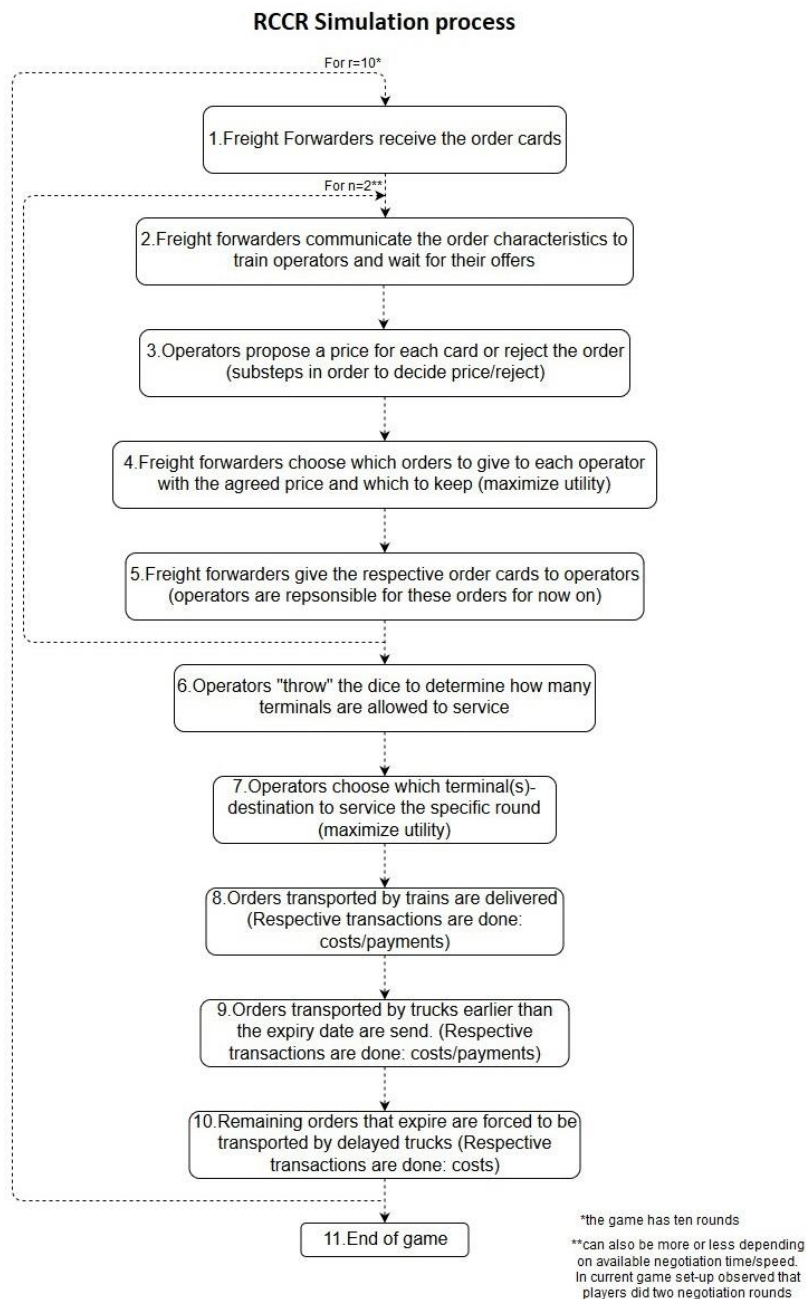 RCCR Simulation process
For r=10*
1.Freight Forwarders receive the order cards
For n=2**
2.Freight forwarders communicate the order characteristics to
train operators and wait for their offers
3.Operators propose a price for each card or reject the order
(substeps in order to decide price/reject)
4.Freight forwarders choose which orders to give to each operator
with the agreed price and which to keep (maximize utility)
5.Freight forwarders give the respective order cards to operators
(operators are repsonsible for these orders for now on)
6.Operators "throw" the dice to determine how many
terminals are allowed to service
7.Operators choose which terminal(s)-
destination to service the specific round
(maximize utility)
8.Orders transported by trains are delivered
(Respective transactions are done:
costs/payments)
9.Orders transported by trucks earlier than
the expiry date are send. (Respective
transactions are done: costs/payments)
10.Remaining orders that expire are forced to be
transported by delayed trucks (Respective
transactions are done: costs)
11.End of game
*the game has ten rounds
**can also be more or less depending
on available negotiation time/speed.
In current game set-up observed that
players did two negotiation rounds